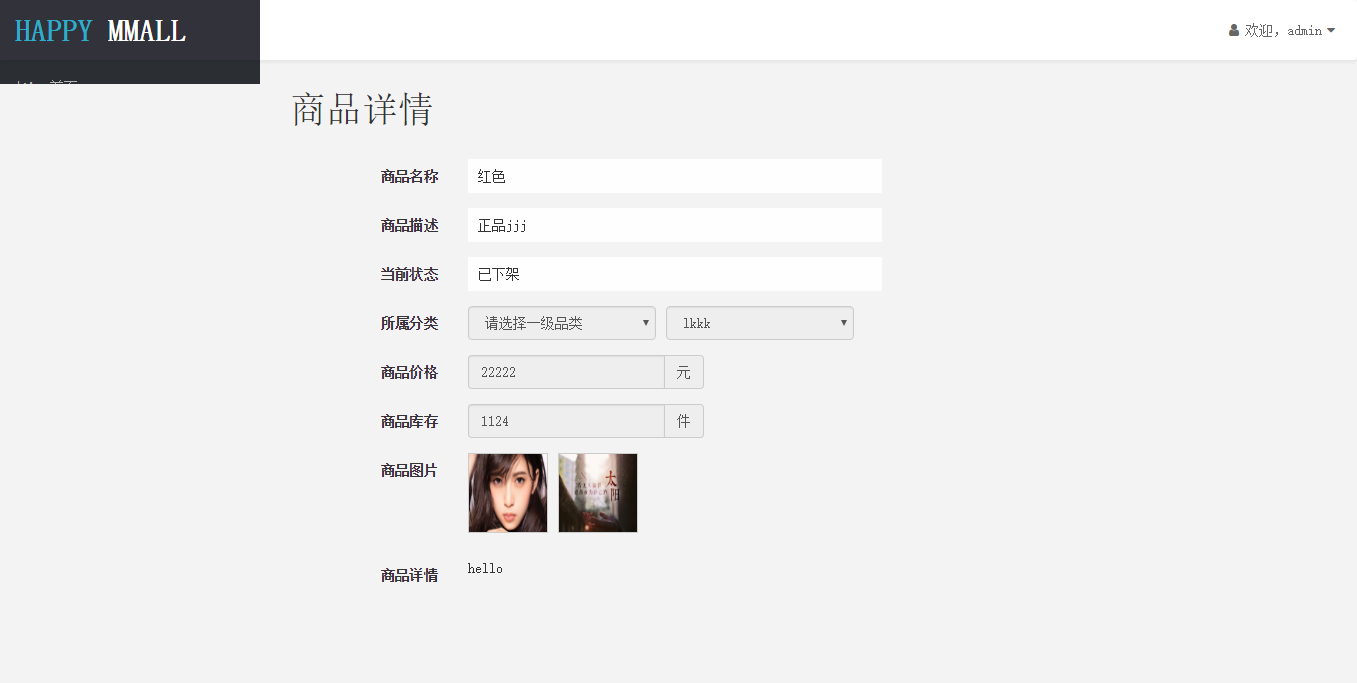 HAPPY MMALL
欢迎，admin
首页
商品详情
商品名称 红色
商品描述 正品jjj
当前状态 已下架
所属分类 请选择一级品类 lkkk
商品价格 22222 元
商品库存 1124 件
商品图片
太阳
商品详情 hello